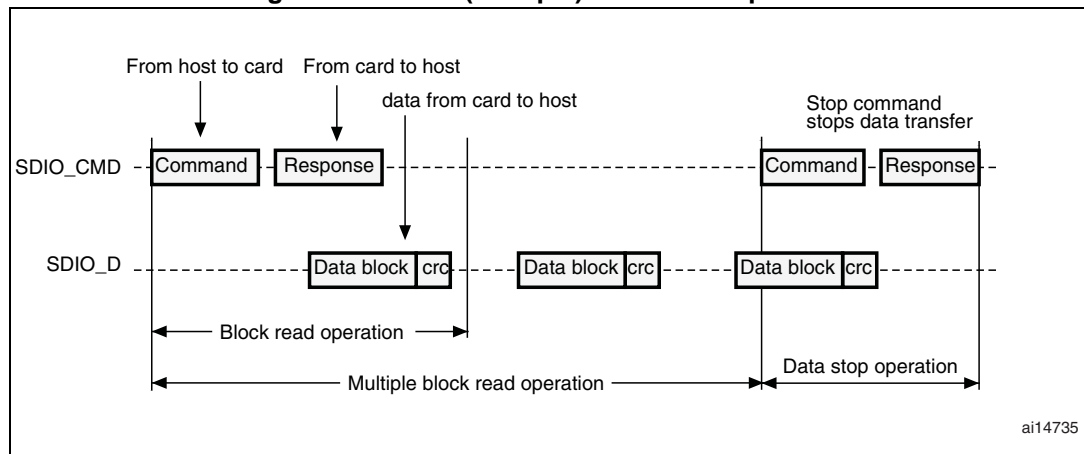 (
)
From host to card
From card to host
data from card to host
Stop command
stops data transfer
SDIO_CMD
Command
Response
Command
Response
SDIO_D
Data block
crc
Data block
crc
Data block
crc
Block read operation
Data stop operation
Multiple block read operation
ai14735